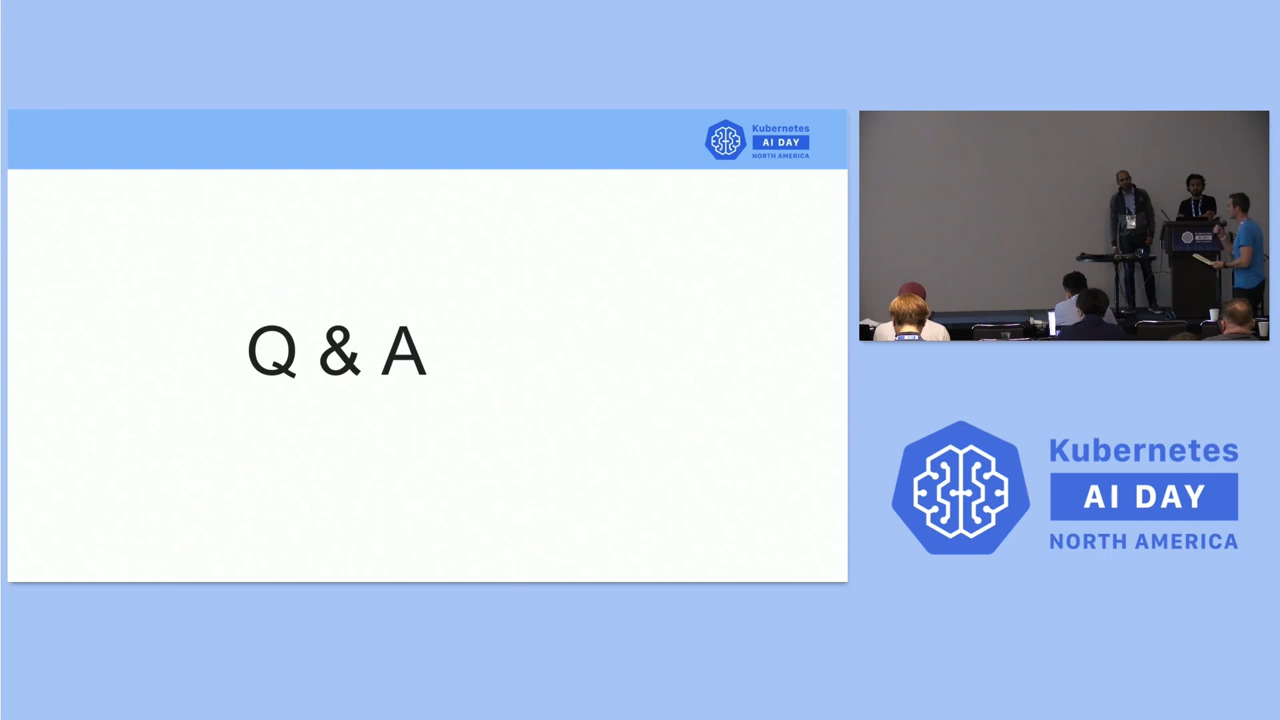 Kubernetes
AI DAY
NORTH AMERICA
Q & A
Kubernetes
AI DAY
NORTH AMERICA